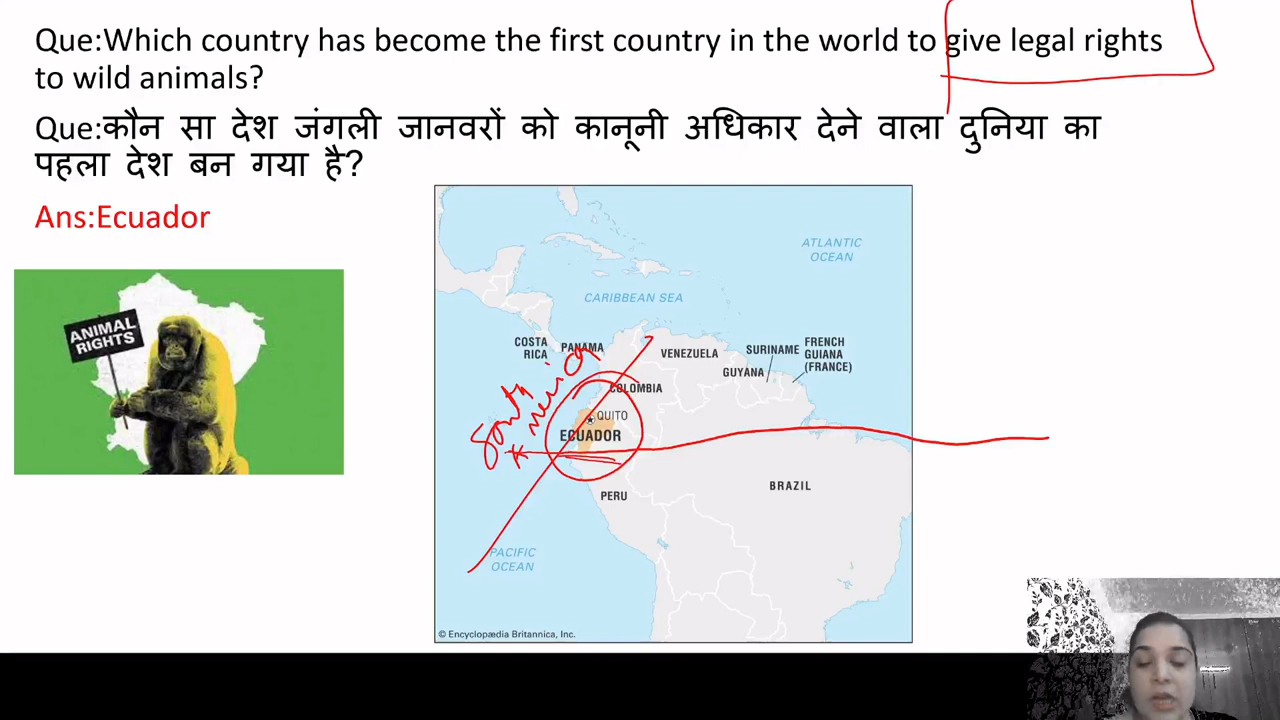 Que:Which country has become the first country in the world to give legal rights
to wild animals?
Que:कौन सा देश जंगली जानवरों को कानूनी अधिकार देने वाला दुनिया का
पहला देश बन गया है?
Ans:Ecuador
ANIMAL
RIGHTS
ATLANTIC
OCEAN
CARIBBEAN SEA
COSTA
RICA
PANAMA
VENEZUELA
SURINAME
FRENCH
GUIANA
(FRANCE)
GUYANA
COLOMBIA
South
America
QUITO
ECUADOR
PERU
BRAZIL
PACIFIC
OCEAN
© Encyclopædia Britannica, Inc.